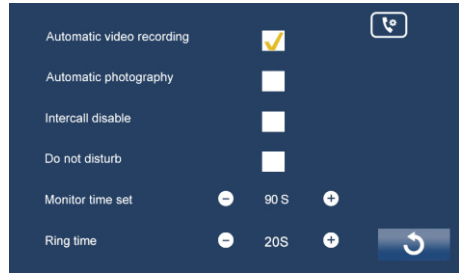 Automatic video recording
Automatic photography
Intercall disable
Do not disturb
Monitor time set 90 S
Ring time 20S